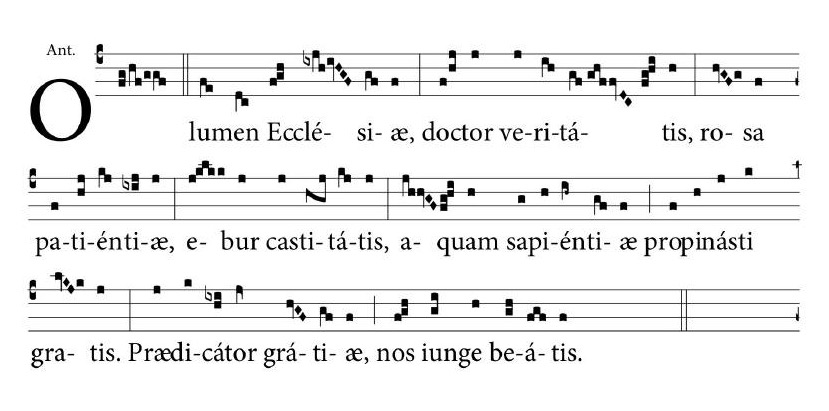 Ant.
O lumen Ecclé- si- æ, doctor ve-ri-tá- tis, ro- sa
pa-ti-énti-æ, e- bur casti-tá-tis, a- quam sapi-énti- æ propinásti
gra- tis. Prædi-cátor grá- ti- æ, nos iunge be-á- tis.